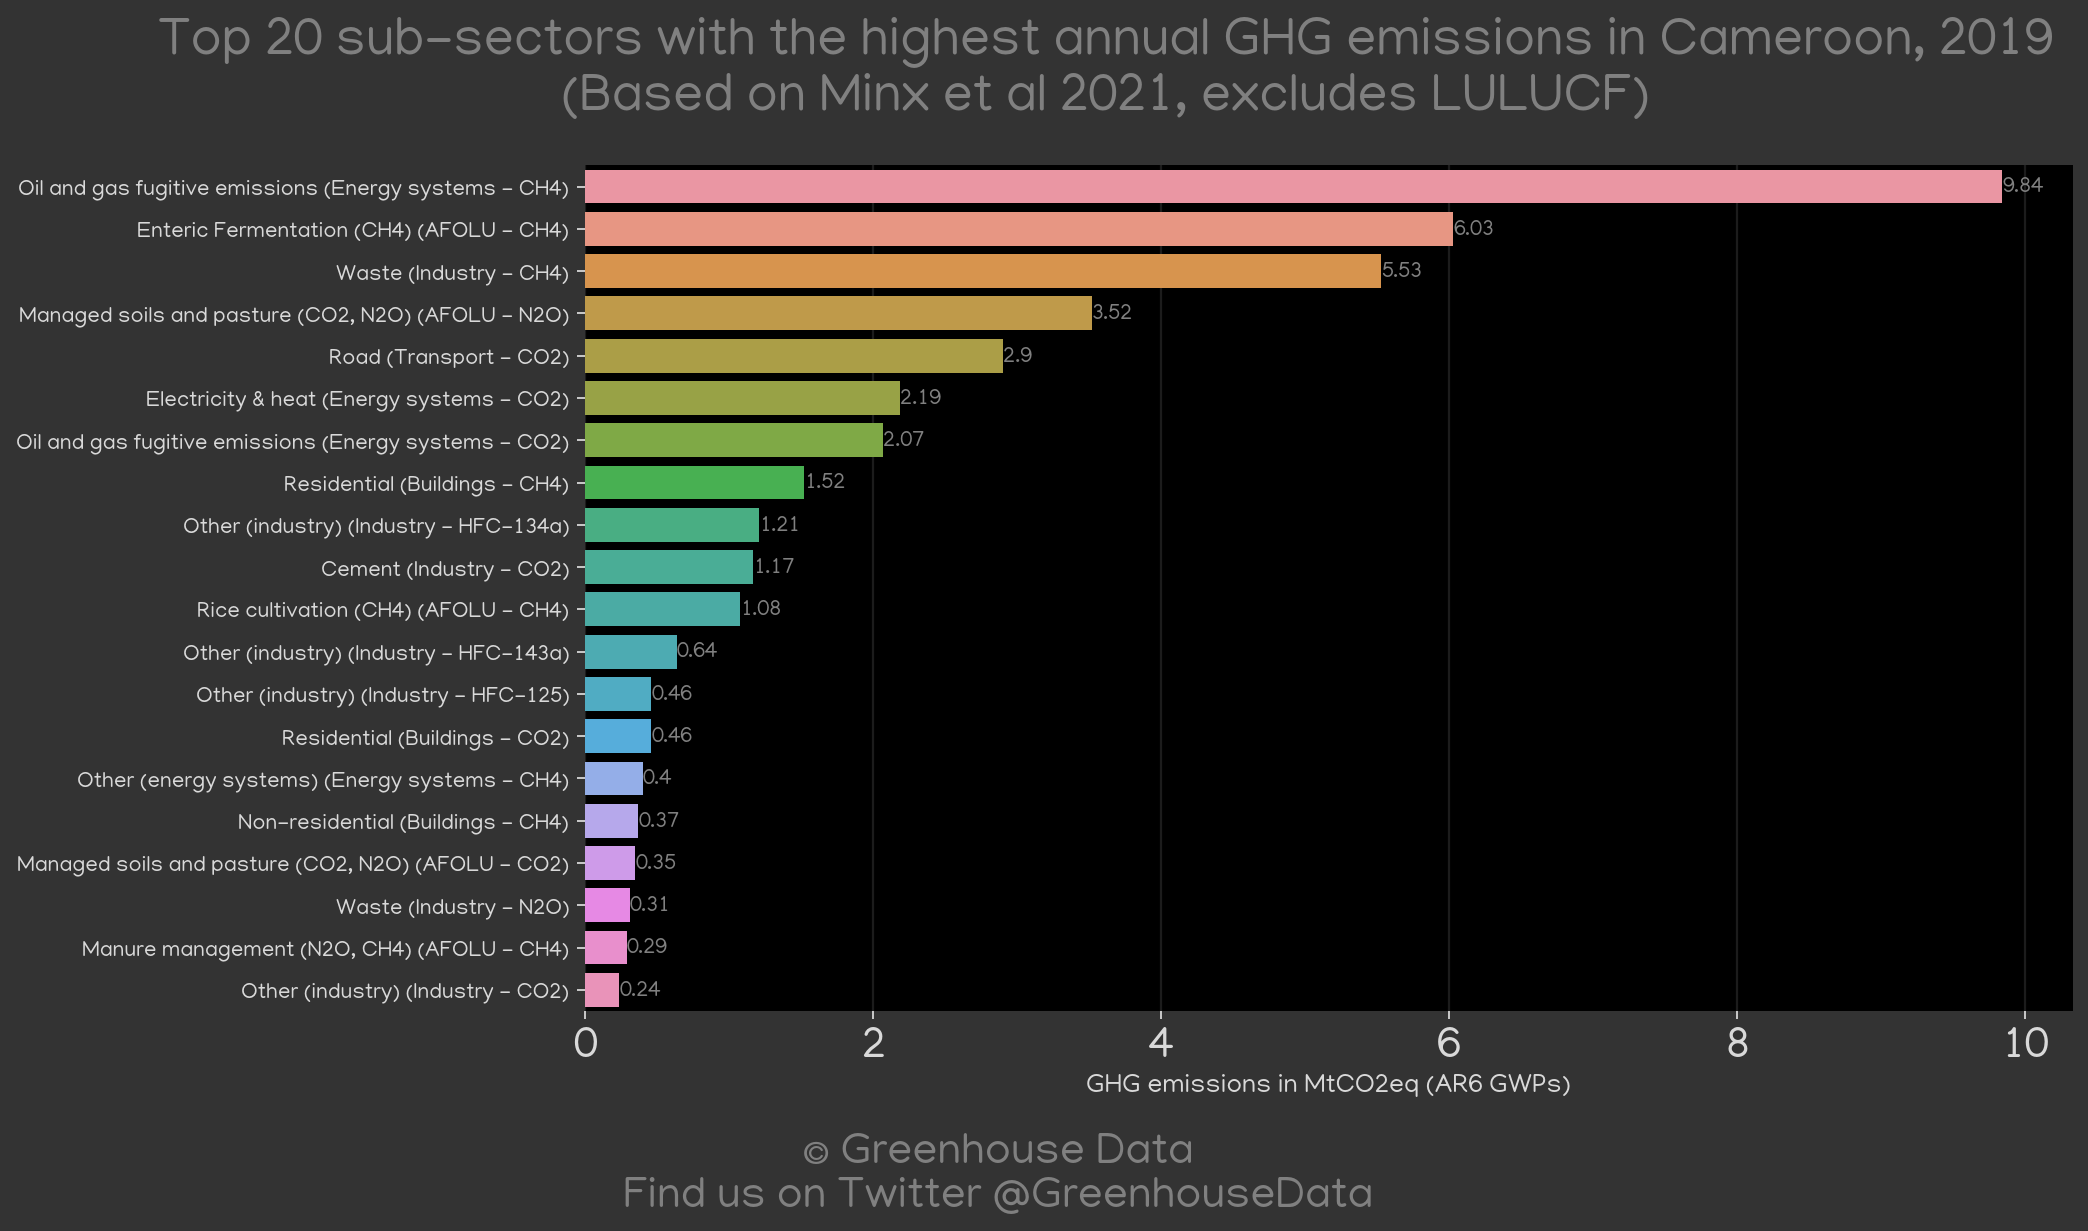 Top 20 sub-sectors with the highest annual GHG emissions in Cameroon, 2019
(Based on Minx et al 2021, excludes LULUCF)
Oil and gas fugitive emissions (Energy systems - CH4) 9.84
Enteric Fermentation (CH4) (AFOLU - CH4) 6.03
Waste (Industry - CH4) 5.53
Managed soils and pasture (CO2, N2O) (AFOLU - N2O) 3.52
Road (Transport - CO2) 2.9
Electricity & heat (Energy systems - CO2) 2.19
Oil and gas fugitive emissions (Energy systems - CO2) 2.07
Residential (Buildings - CH4) 1.52
Other (industry) (Industry - HFC-134a) 1.21
Cement (Industry - CO2) 1.17
Rice cultivation (CH4) (AFOLU - CH4) 1.08
Other (industry) (Industry - HFC-143a) 0.64
Other (industry) (Industry - HFC-125) 0.46
Residential (Buildings - CO2) 0.46
Other (energy systems) (Energy systems - CH4) 0.4
Non-residential (Buildings - CH4) 0.37
Managed soils and pasture (CO2, N2O) (AFOLU - CO2) 0.35
Waste (Industry - N2O) 0.31
Manure management (N2O, CH4) (AFOLU - CH4) 0.29
Other (industry) (Industry - CO2) 0.24
0 2 4 6 8 10
GHG emissions in MtCO2eq (AR6 GWPs)
© Greenhouse Data
Find us on Twitter @GreenhouseData